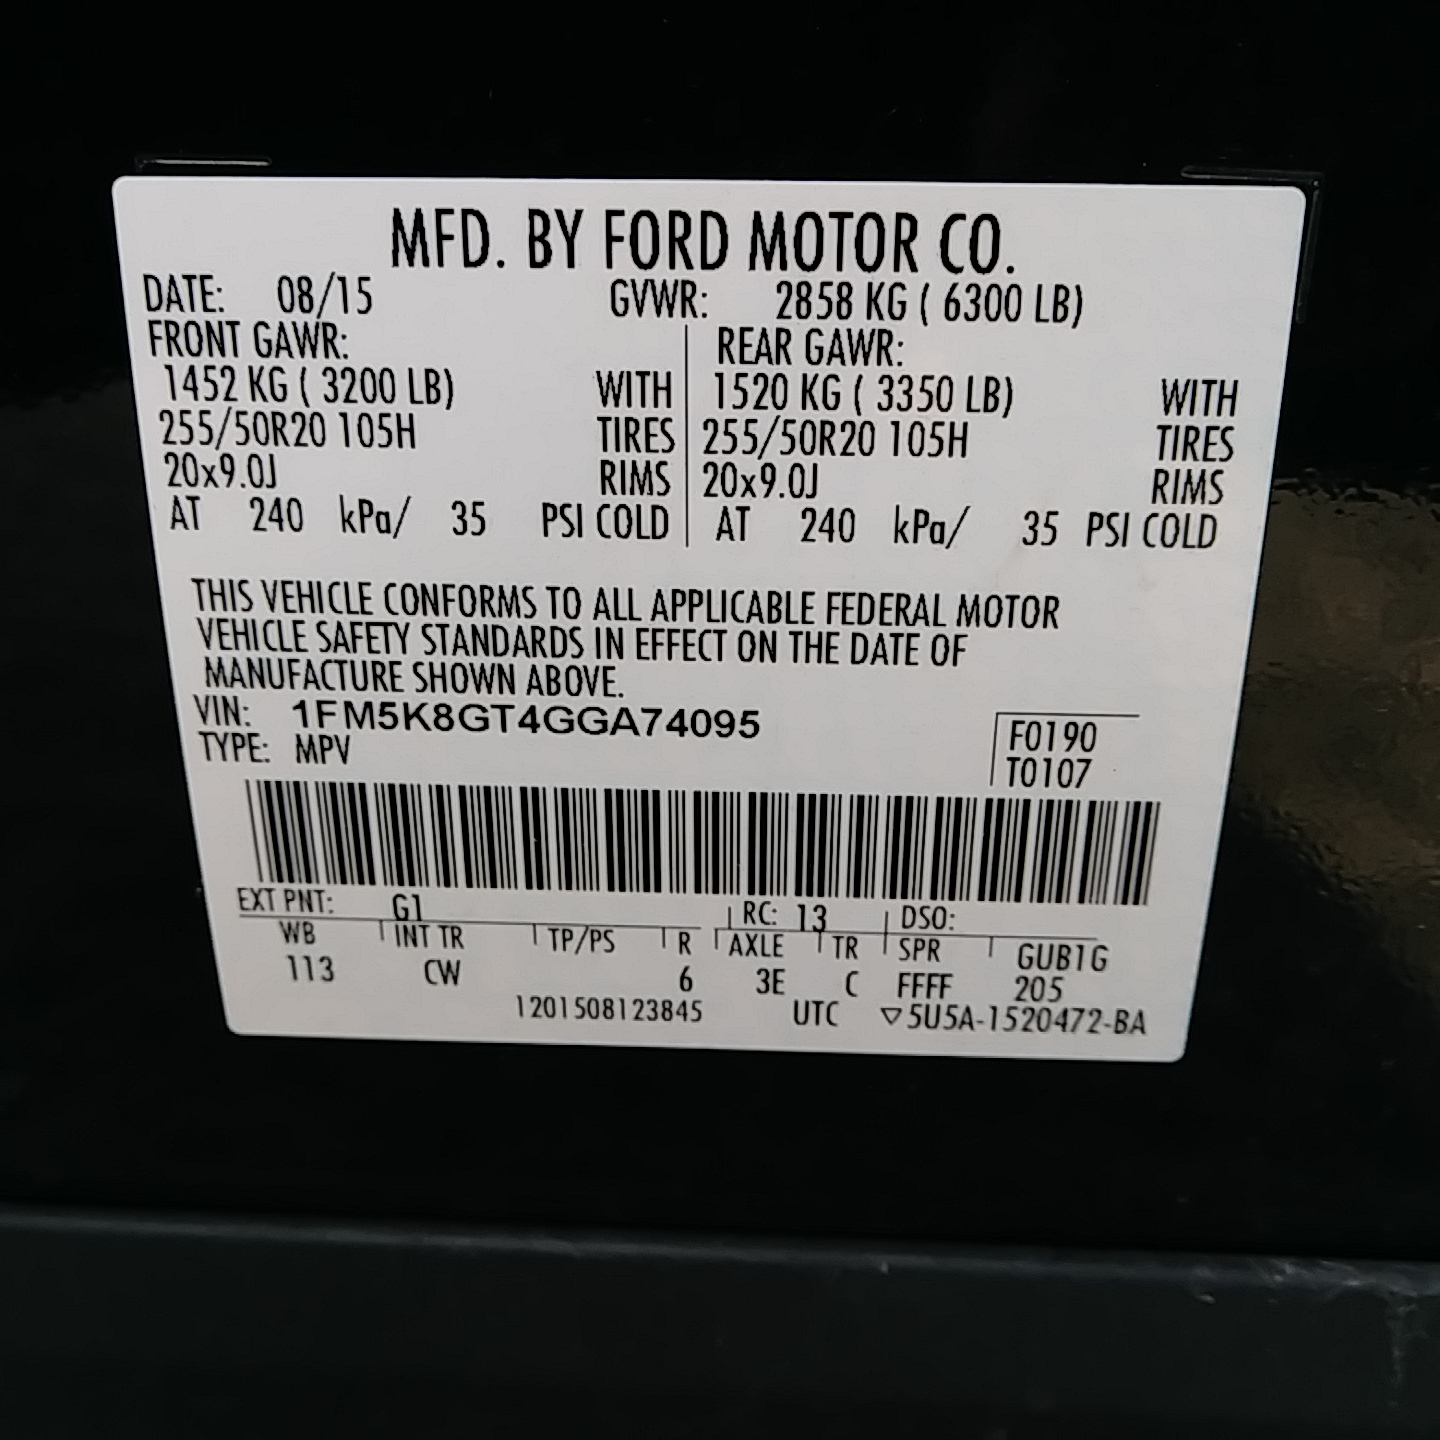 MFD. BY FORD MOTOR CO.
DATE: 08/15 GVWR: 2858 KG ( 6300 LB)
FRONT GAWR: REAR GAWR:
1452 KG ( 3200 LB) WITH 1520 KG ( 3350 LB) WITH
255/50R20 105H TIRES 255/50R20 105H TIRES
20x9.0J RIMS 20x9.0J RIMS
AT 240 kPa/ 35 PSI COLD AT 240 kPa/ 35 PSI COLD
THIS VEHICLE CONFORMS TO ALL APPLICABLE FEDERAL MOTOR
VEHICLE SAFETY STANDARDS IN EFFECT ON THE DATE OF
MANUFACTURE SHOWN ABOVE.
VIN: 1FM5K8GT4GGA74095 F0190
TYPE: MPV T0107
EXT PNT: G1 RC: 13 DSO:
WB INT TR TP/PS R AXLE TR SPR GUB1G
113 CW 6 3E C FFFF 205
1201508123845 UTC ▽5U5A-1520472-BA